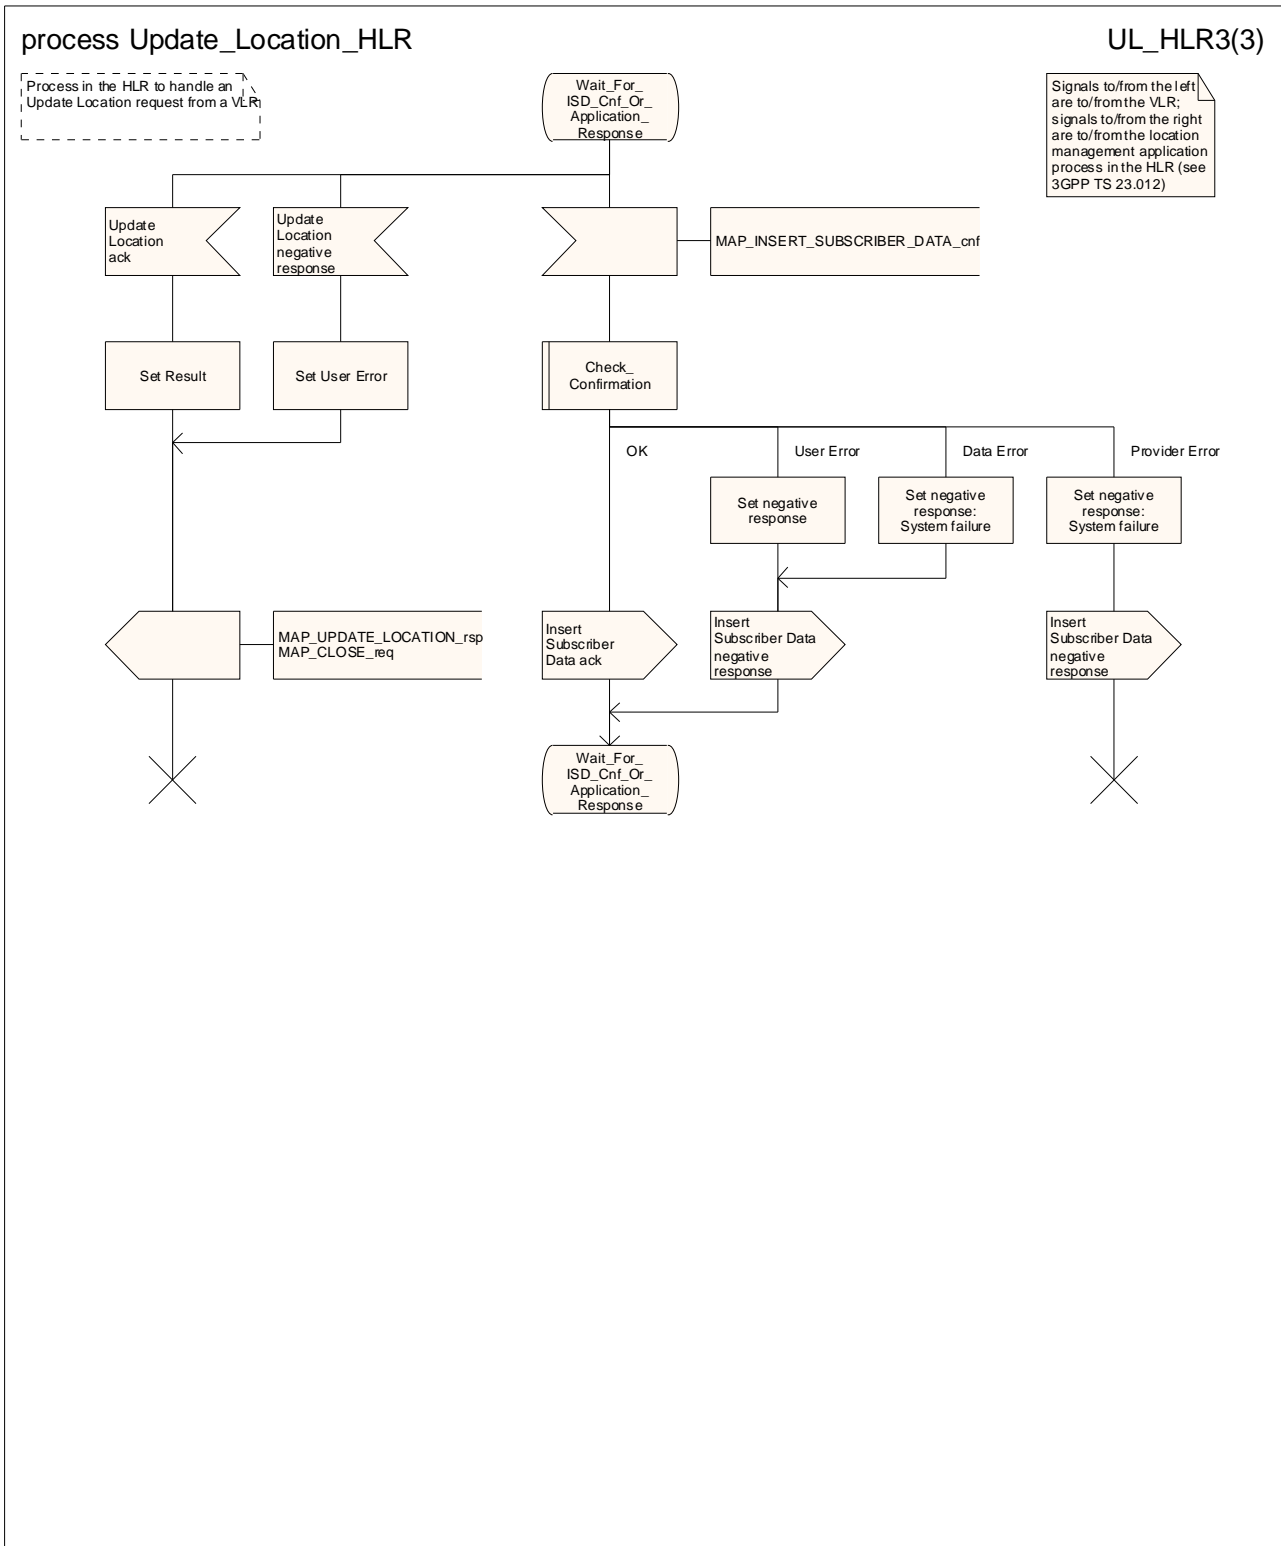 process Update_Location_HLR
UL_HLR3(3)
Process in the HLR to handle an
Update Location request from a VLR
Wait_For_
ISD_Cnf_Or_
Application_
Response
Signals to/from the left
are to/from the VLR;
signals to/from the right
are to/from the location
management application
process in the HLR (see
3GPP TS 23.012)
Update
Location
ack
Update
Location
negative
response
MAP_INSERT_SUBSCRIBER_DATA_cnf
Set Result
Set User Error
Check_
Confirmation
OK
User Error
Data Error
Provider Error
Set negative
response
Set negative
response:
System failure
Set negative
response:
System failure
MAP_UPDATE_LOCATION_rsp
MAP_CLOSE_req
Insert
Subscriber
Data ack
Insert
Subscriber Data
negative
response
Insert
Subscriber Data
negative
response
Wait_For_
ISD_Cnf_Or_
Application_
Response